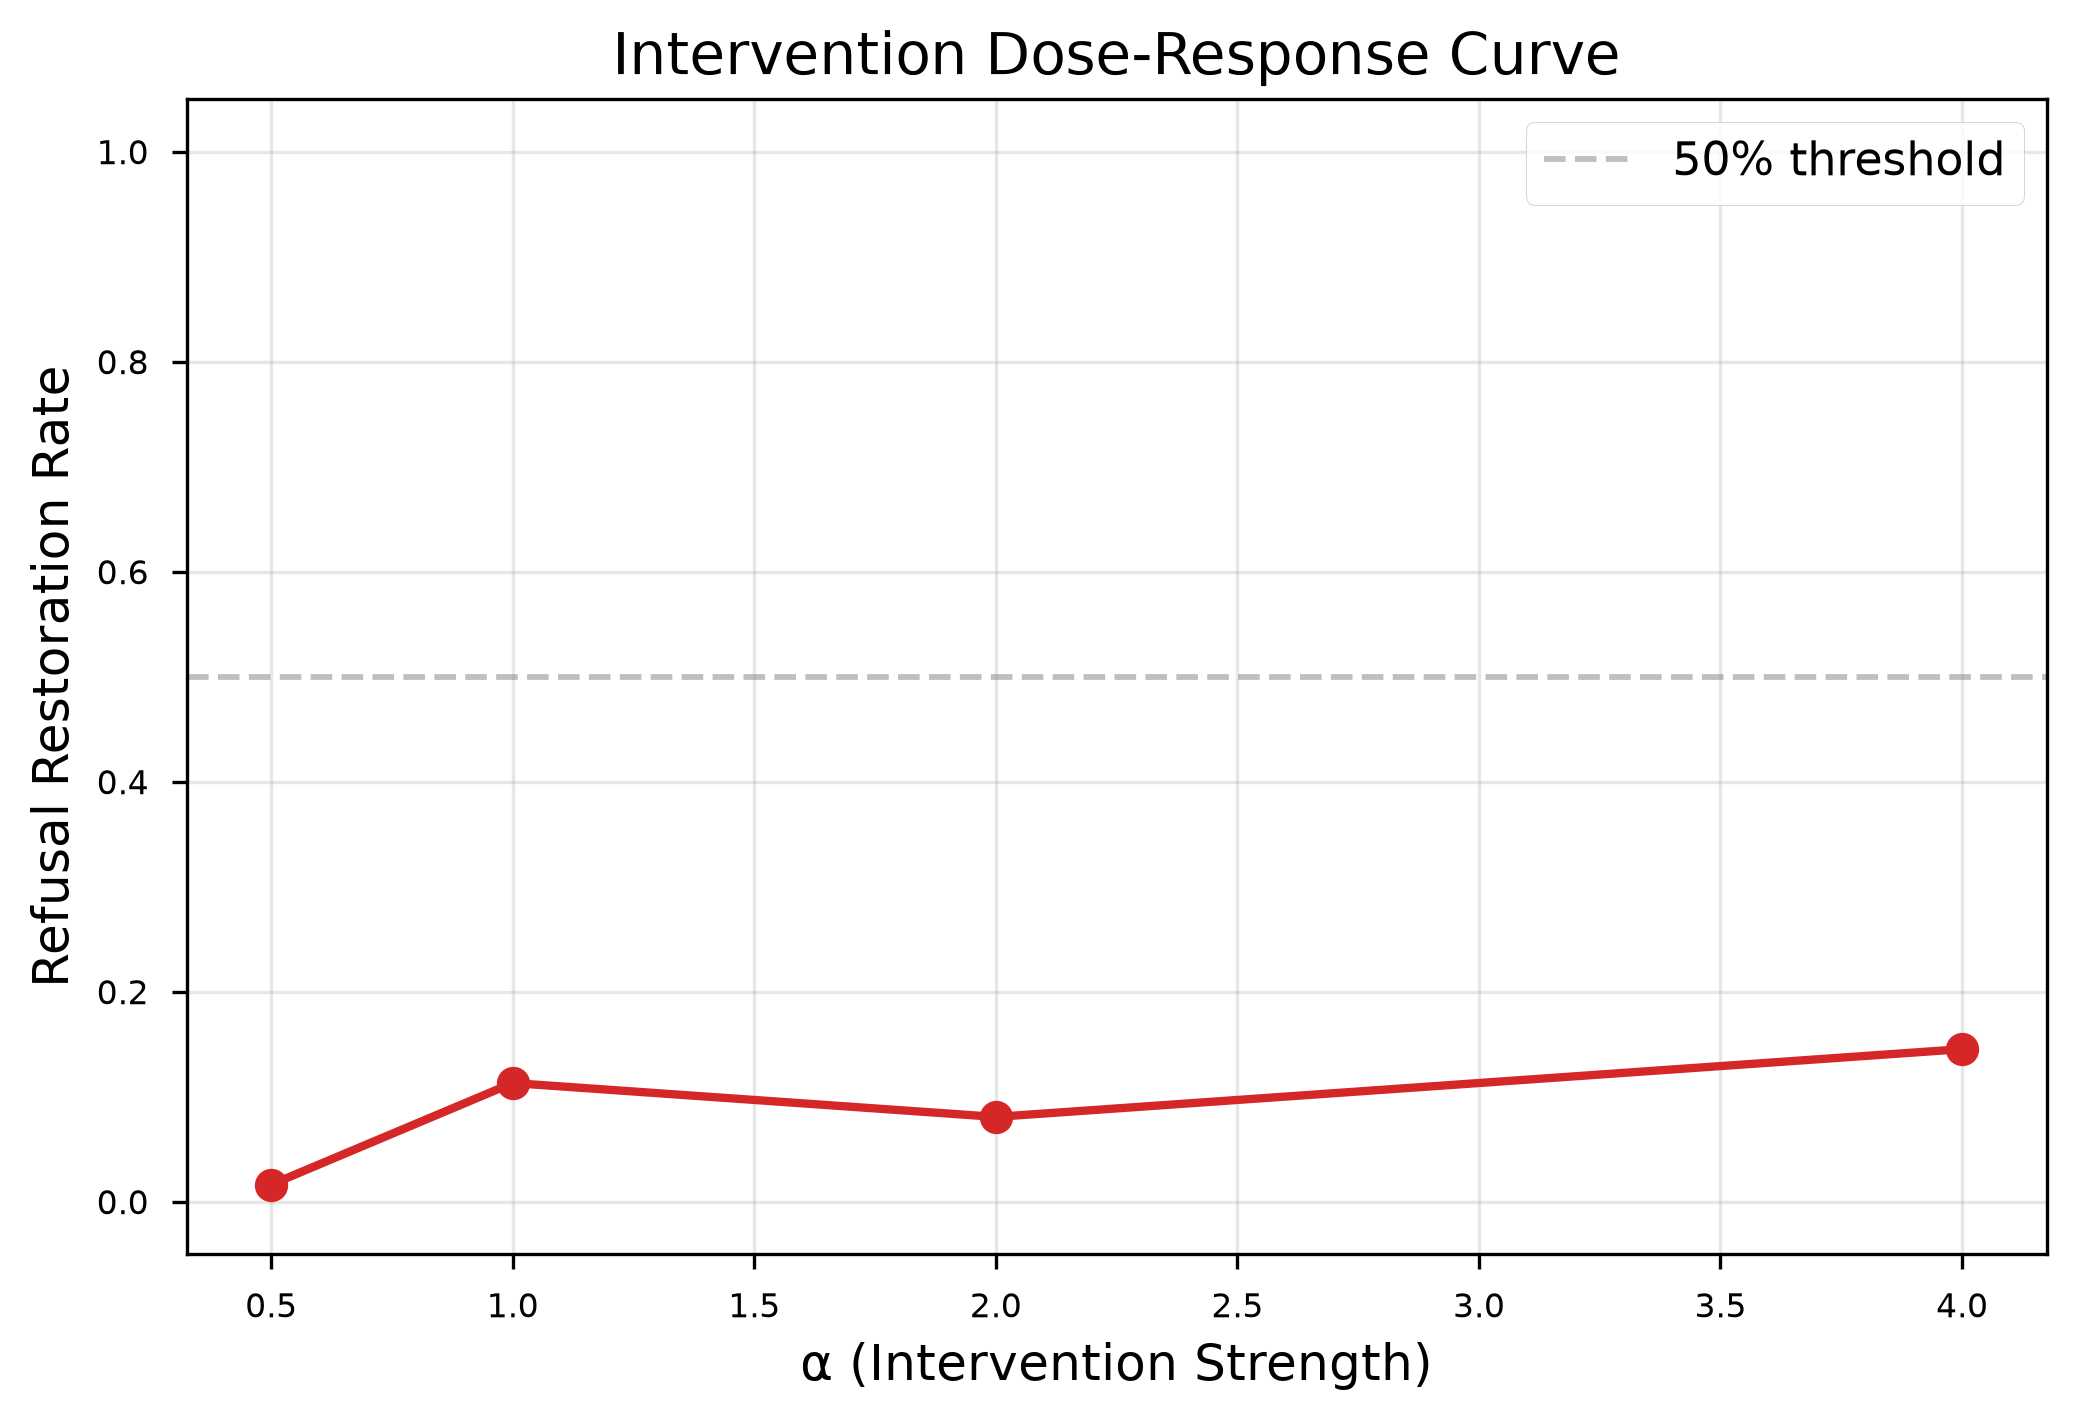 Intervention Dose-Response Curve
50% threshold
Refusal Restoration Rate
1.0
0.8
0.6
0.4
0.2
0.0
0.5 1.0 1.5 2.0 2.5 3.0 3.5 4.0
α (Intervention Strength)